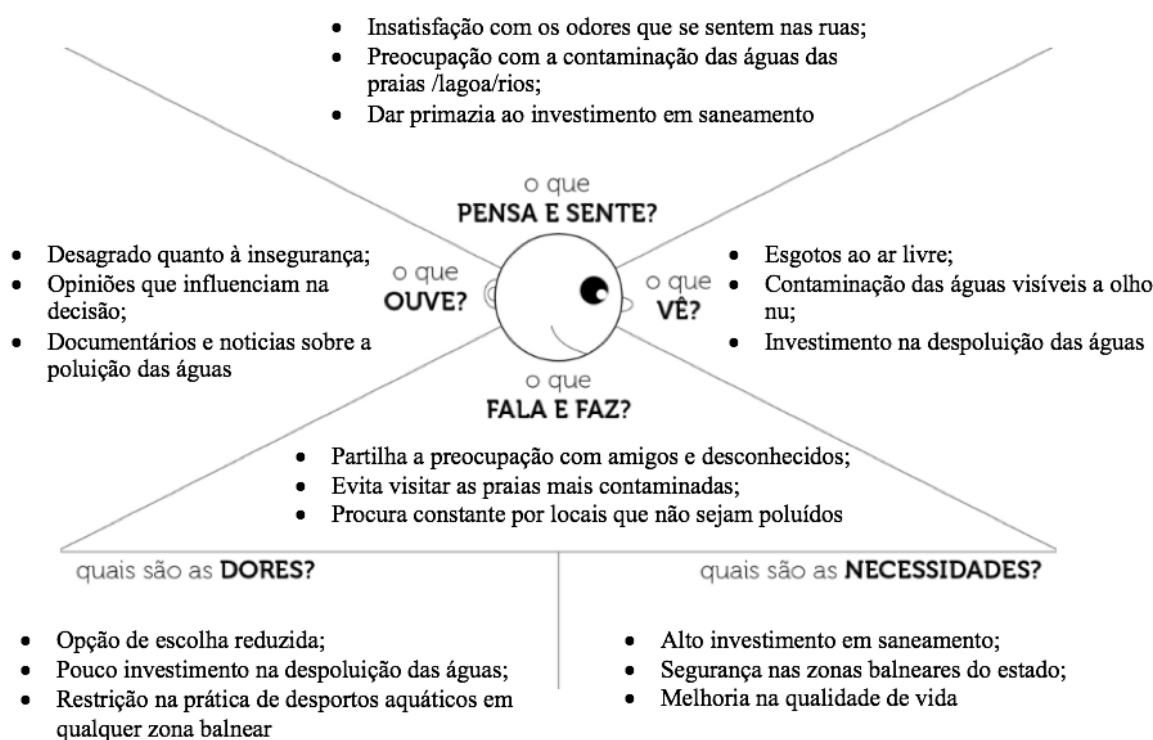 • Insatisfação com os odores que se sentem nas ruas;
• Preocupação com a contaminação das águas das
praias /lagoa/rios;
• Dar primazia ao investimento em saneamento
o que
PENSA E SENTE?
• Desagrado quanto à insegurança;
• Opiniões que influenciam na
decisão;
• Documentários e noticias sobre a
poluição das águas
o que
OUVE?
o que
VÊ?
• Esgotos ao ar livre;
• Contaminação das águas visíveis a olho
nu;
• Investimento na despoluição das águas
o que
FALA E FAZ?
• Partilha a preocupação com amigos e desconhecidos;
• Evita visitar as praias mais contaminadas;
• Procura constante por locais que não sejam poluídos
quais são as DORES?
• Opção de escolha reduzida;
• Pouco investimento na despoluição das águas;
• Restrição na prática de desportos aquáticos em
qualquer zona balnear
quais são as NECESSIDADES?
• Alto investimento em saneamento;
• Segurança nas zonas balneares do estado;
• Melhoria na qualidade de vida